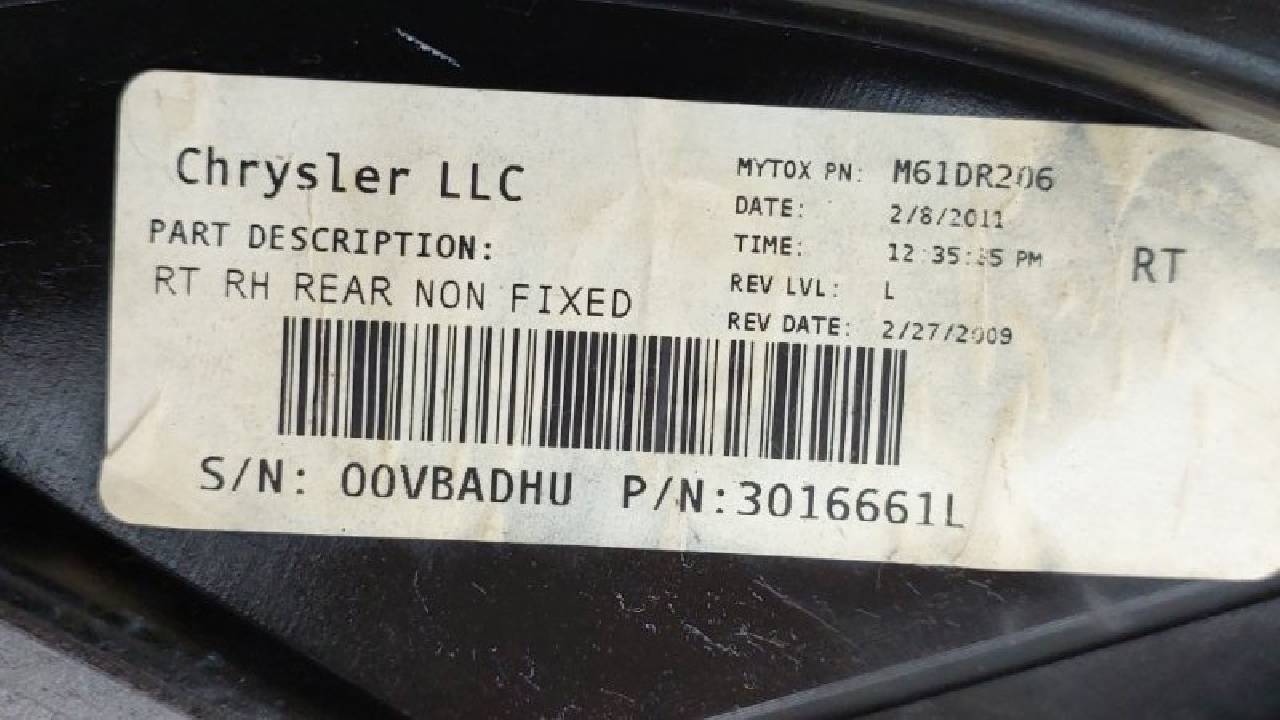 Chrysler LLC
PART DESCRIPTION:
RT RH REAR NON FIXED
MYTOX PN: M61DR206
DATE: 2/8/2011
TIME:
PM
REV LVL: L
REV DATE: 2/27/2009
RT
S/N: 00VBADHU P/N:3016661L